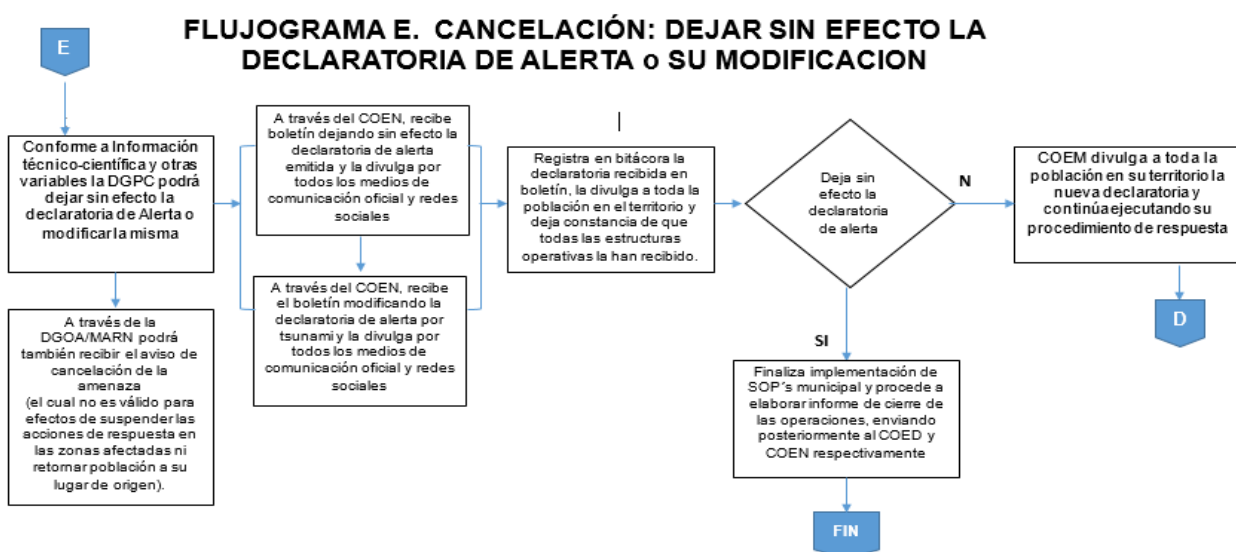 FLUJOGRAMA E. CANCELACIÓN: DEJAR SIN EFECTO LA
DECLARATORIA DE ALERTA o SU MODIFICACION
E
Conforme a Información
técnico-científica y otras
variables la DGPC podrá
dejar sin efecto la
declaratoria de Alerta o
modificar la misma
A través de la
DGOA/MARN podrá
también recibir el aviso de
cancelación de la
amenaza
(el cual no es válido para
efectos de suspender las
acciones de respuesta en
las zonas afectadas ni
retornar población a su
lugar de origen).
A través del COEN, recibe
boletín dejando sin efecto la
declaratoria de alerta
emitida y la divulga por
todos los medios de
comunicación oficial y redes
sociales
A través del COEN, recibe
el boletín modificando la
declaratoria de alerta por
tsunami y la divulga por
todos los medios de
comunicación oficial y redes
sociales
Registra en bitácora la
declaratoria recibida en
boletín, la divulga a toda la
población en el territorio y
deja constancia de que
todas las estructuras
operativas la han recibido.
Deja sin
efecto la
declaratoria
de alerta
N
COEM divulga a toda la
población en su territorio la
nueva declaratoria y
continúa ejecutando su
procedimiento de respuesta
D
SI
Finaliza implementación de
SOP´s municipal y procede a
elaborar informe de cierre de
las operaciones, enviando
posteriormente al COED y
COEN respectivamente
FIN